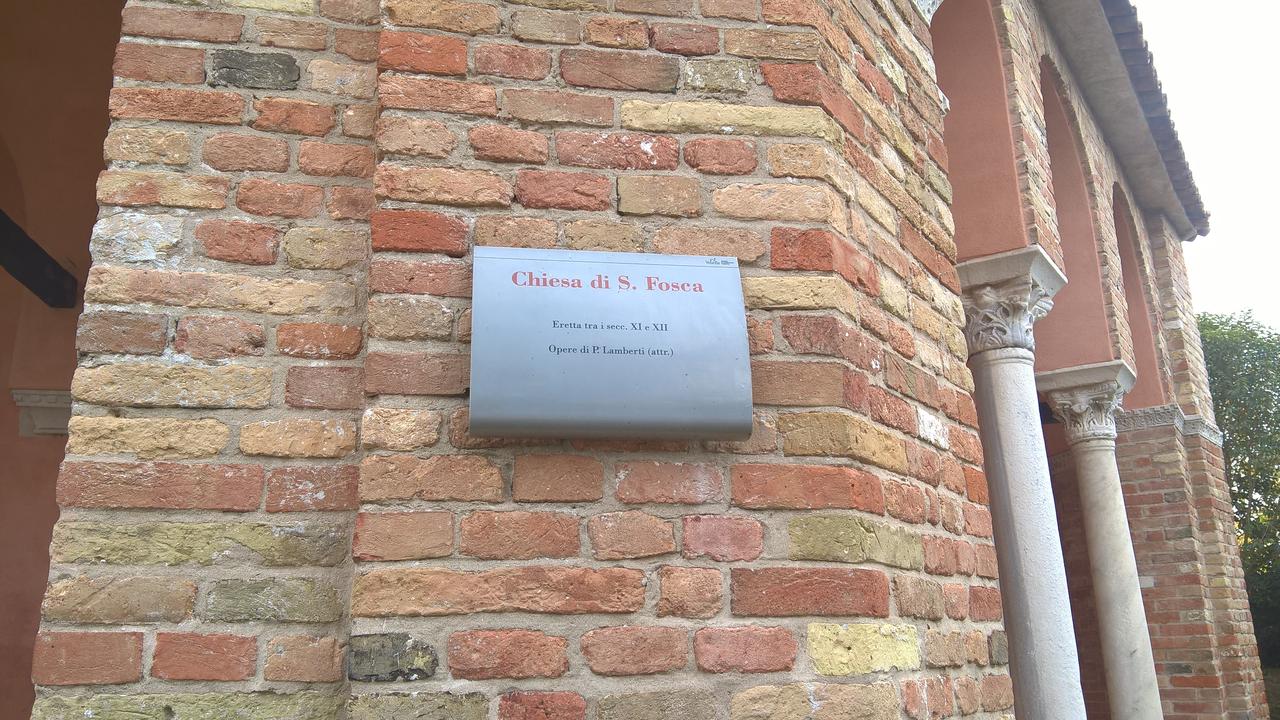 Chiesa di S. Fosca
Eretta tra i secc. XI e XII
Opere di P. Lamberti (attr.)